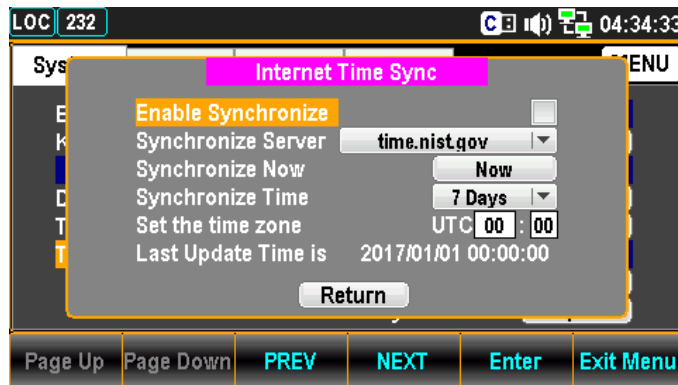 LOC 232 C 04:34:33
Sys ENU
Internet Time Sync
Enable Synchronize
Synchronize Server time.nist.gov
Synchronize Now Now
Synchronize Time 7 Days
Set the time zone UTC 00 : 00
Last Update Time is 2017/01/01 00:00:00
Return
Page Up Page Down PREV NEXT Enter Exit Menu